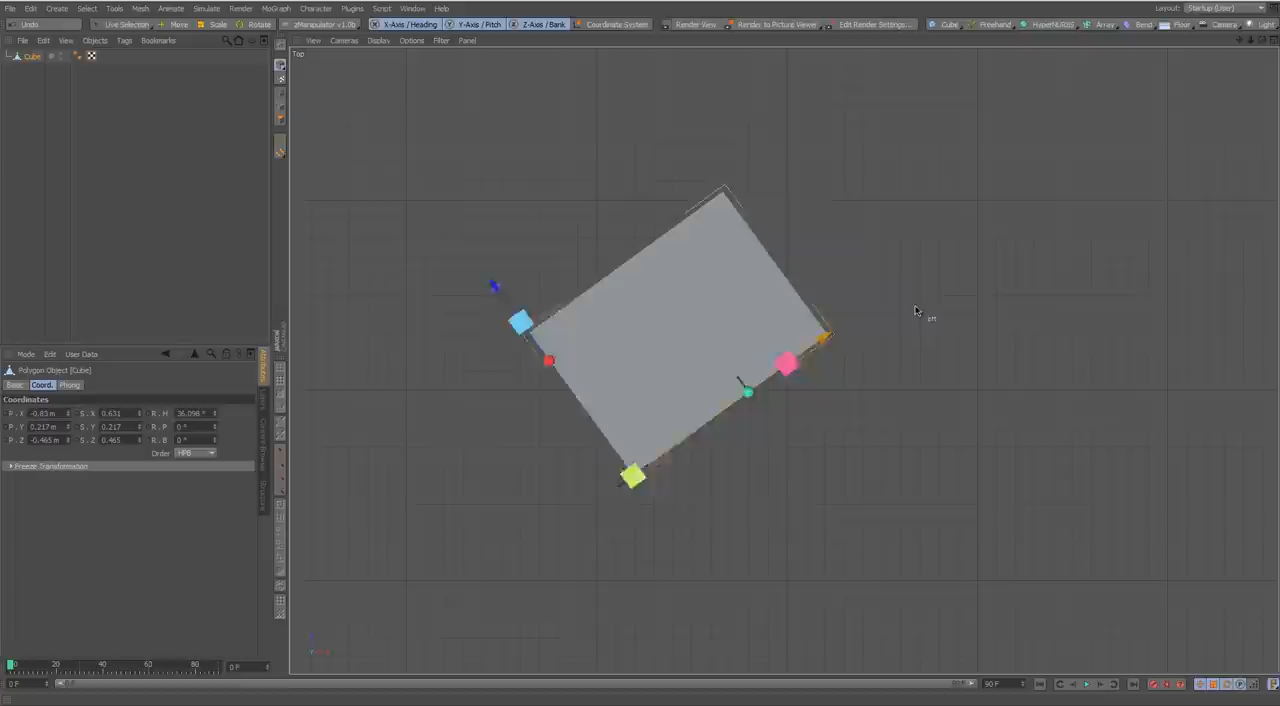 File Edit Create Select Tools Mesh Animate Simulate Render MoGraph Character Plugins Script Window Help
Layout: Startup (User)
Undo Live Selection Move Scale Rotate zManipulator v1.0b X-Axis / Heading Y-Axis / Pitch Z-Axis / Bank Coordinate System Render View Render to Picture Viewer Edit Render Settings... Cube Freehand HyperNURBS Array Bend Floor Camera Light
File Edit View Objects Tags Bookmarks
View Cameras Display Options Filter Panel
Cube
Top
Mode Edit User Data
Attributes
Layers
Content Browser
Structure
Polygon Object [Cube]
Basic Coord. Phong
Coordinates
P . X -0.83 m S . X 0.631 R . H 36.098 °
P . Y 0.217 m S . Y 0.217 R . P 0 °
P . Z -0.465 m S . Z 0.465 R . B 0 °
Order HPB
Freeze Transformation
0 20 40 60 80 0 F
0 F 90 F